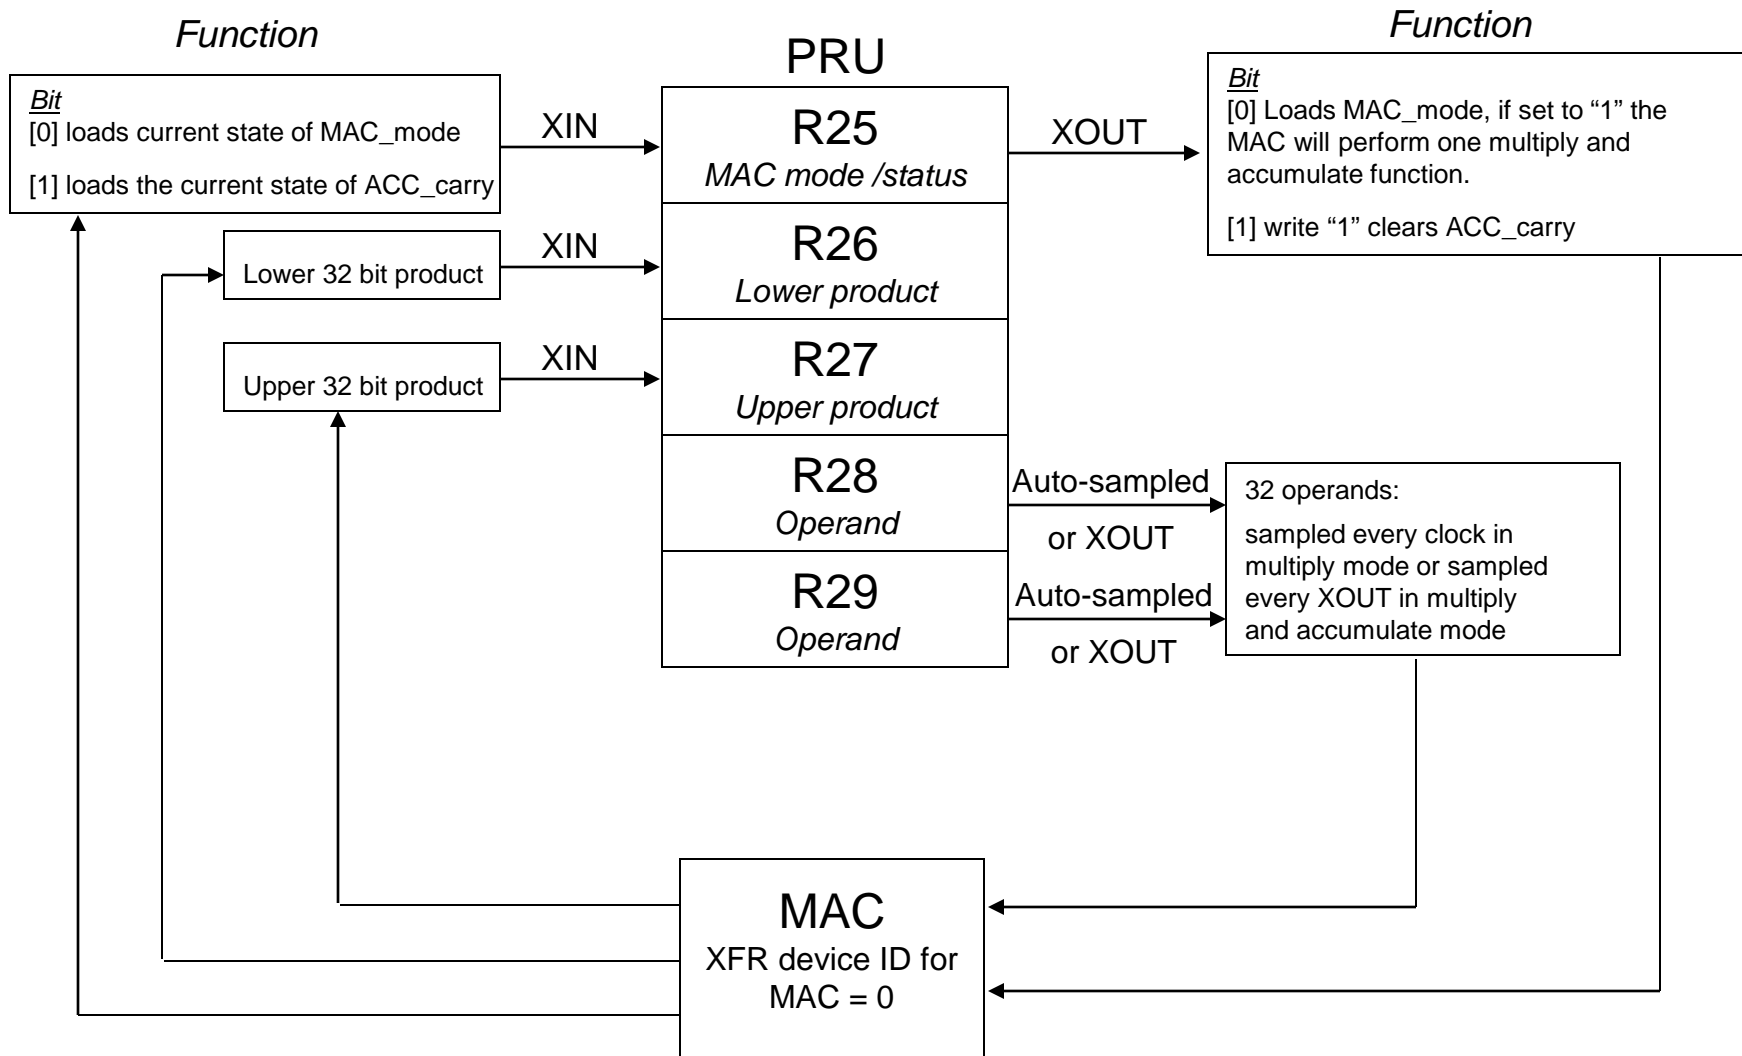 Function
Bit
[0] loads current state of MAC_mode
[1] loads the current state of ACC_carry
Lower 32 bit product
Upper 32 bit product
XIN
XIN
XIN
PRU
R25
MAC mode /status
R26
Lower product
R27
Upper product
R28
Operand
R29
Operand
XOUT
Auto-sampled
or XOUT
Auto-sampled
or XOUT
Function
Bit
[0] Loads MAC_mode, if set to “1” the
MAC will perform one multiply and
accumulate function.
[1] write “1” clears ACC_carry
32 operands:
sampled every clock in
multiply mode or sampled
every XOUT in multiply
and accumulate mode
MAC
XFR device ID for
MAC = 0